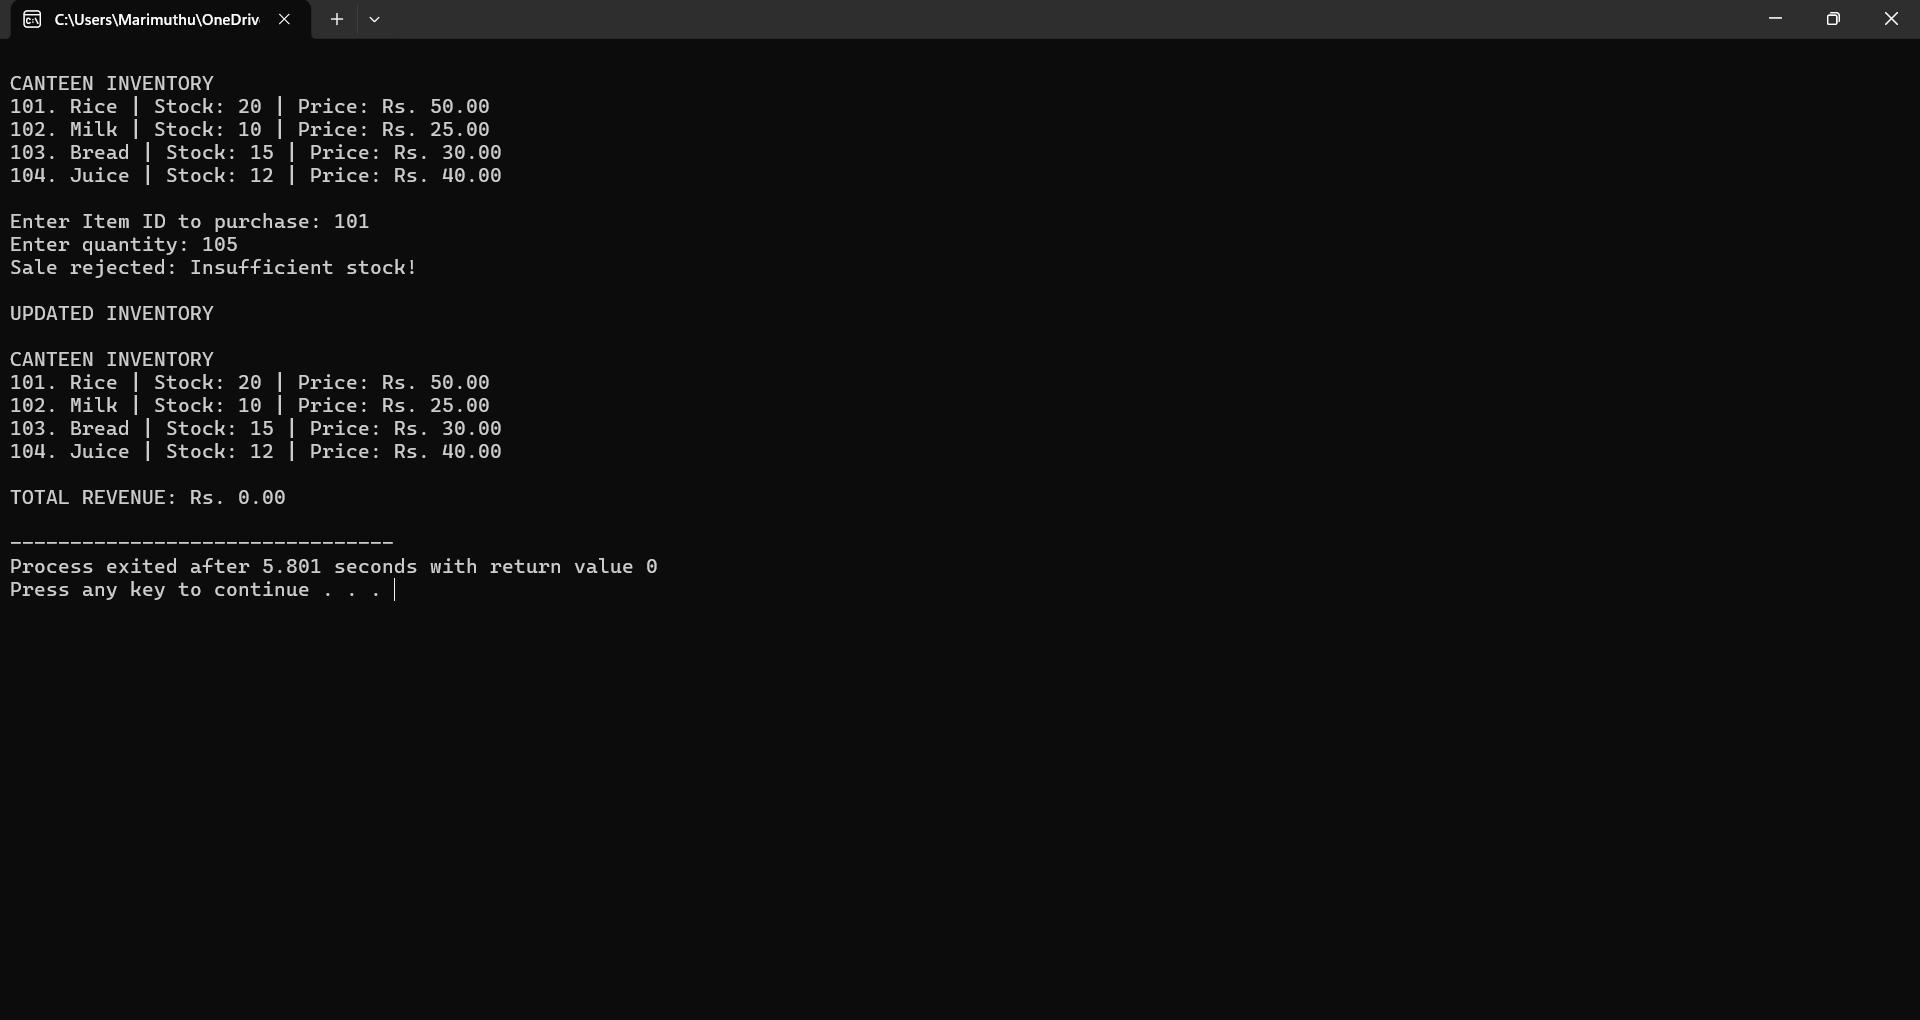 C:\Users\Marimuthu\OneDriv
CANTEEN INVENTORY
101. Rice | Stock: 20 | Price: Rs. 50.00
102. Milk | Stock: 10 | Price: Rs. 25.00
103. Bread | Stock: 15 | Price: Rs. 30.00
104. Juice | Stock: 12 | Price: Rs. 40.00
Enter Item ID to purchase: 101
Enter quantity: 105
Sale rejected: Insufficient stock!
UPDATED INVENTORY
CANTEEN INVENTORY
101. Rice | Stock: 20 | Price: Rs. 50.00
102. Milk | Stock: 10 | Price: Rs. 25.00
103. Bread | Stock: 15 | Price: Rs. 30.00
104. Juice | Stock: 12 | Price: Rs. 40.00
TOTAL REVENUE: Rs. 0.00
--------------------------------
Process exited after 5.801 seconds with return value 0
Press any key to continue . . .